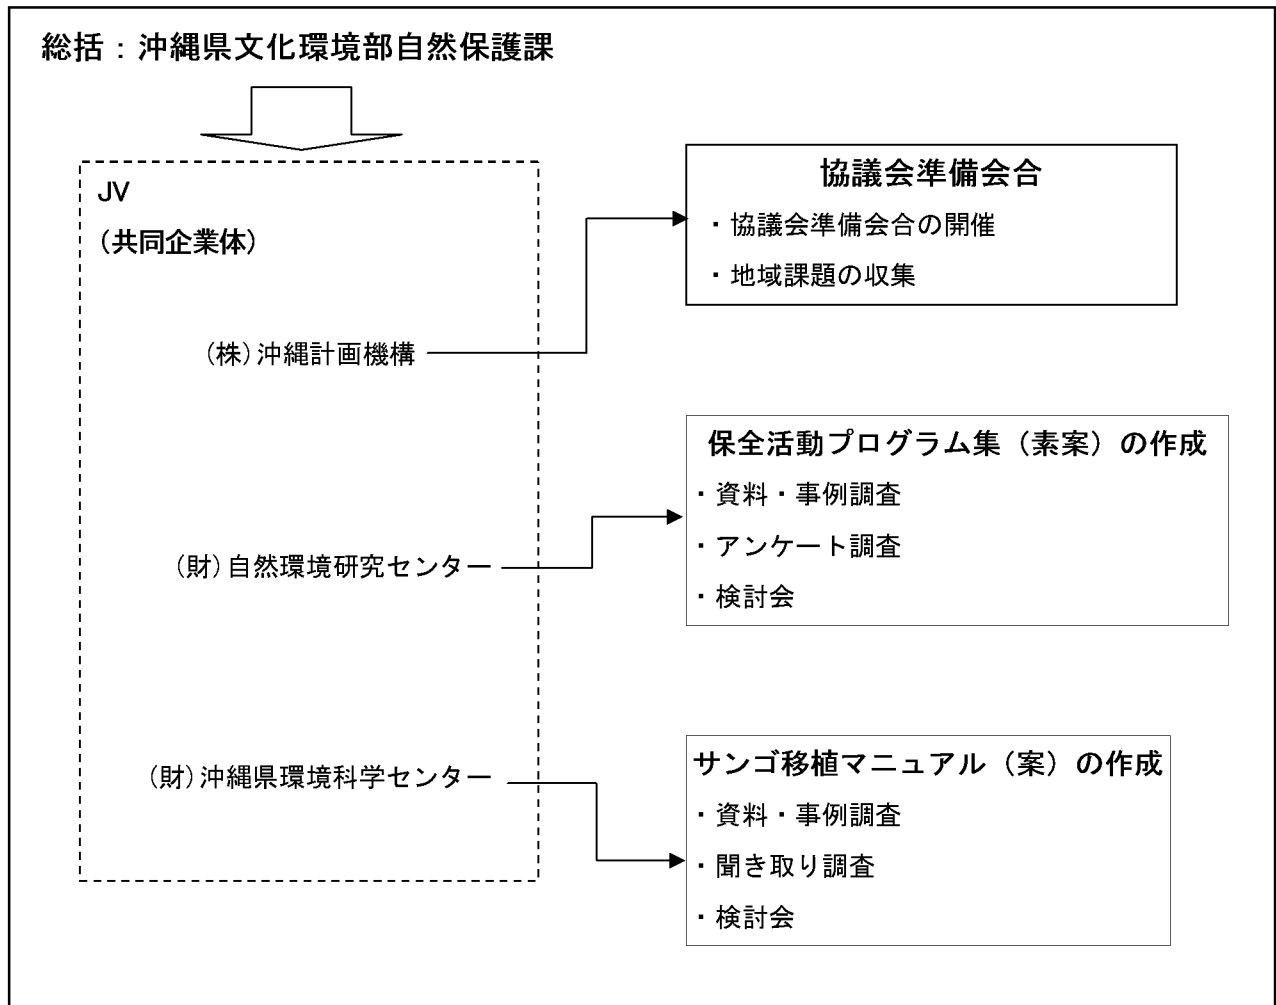 総括：沖縄県文化環境部自然保護課
JV
（共同企業体）
（株）沖縄計画機構
協議会準備会合
・協議会準備会合の開催
・地域課題の収集
（財）自然環境研究センター
保全活動プログラム集（素案）の作成
・資料・事例調査
・アンケート調査
・検討会
（財）沖縄県環境科学センター
サンゴ移植マニュアル（案）の作成
・資料・事例調査
・聞き取り調査
・検討会